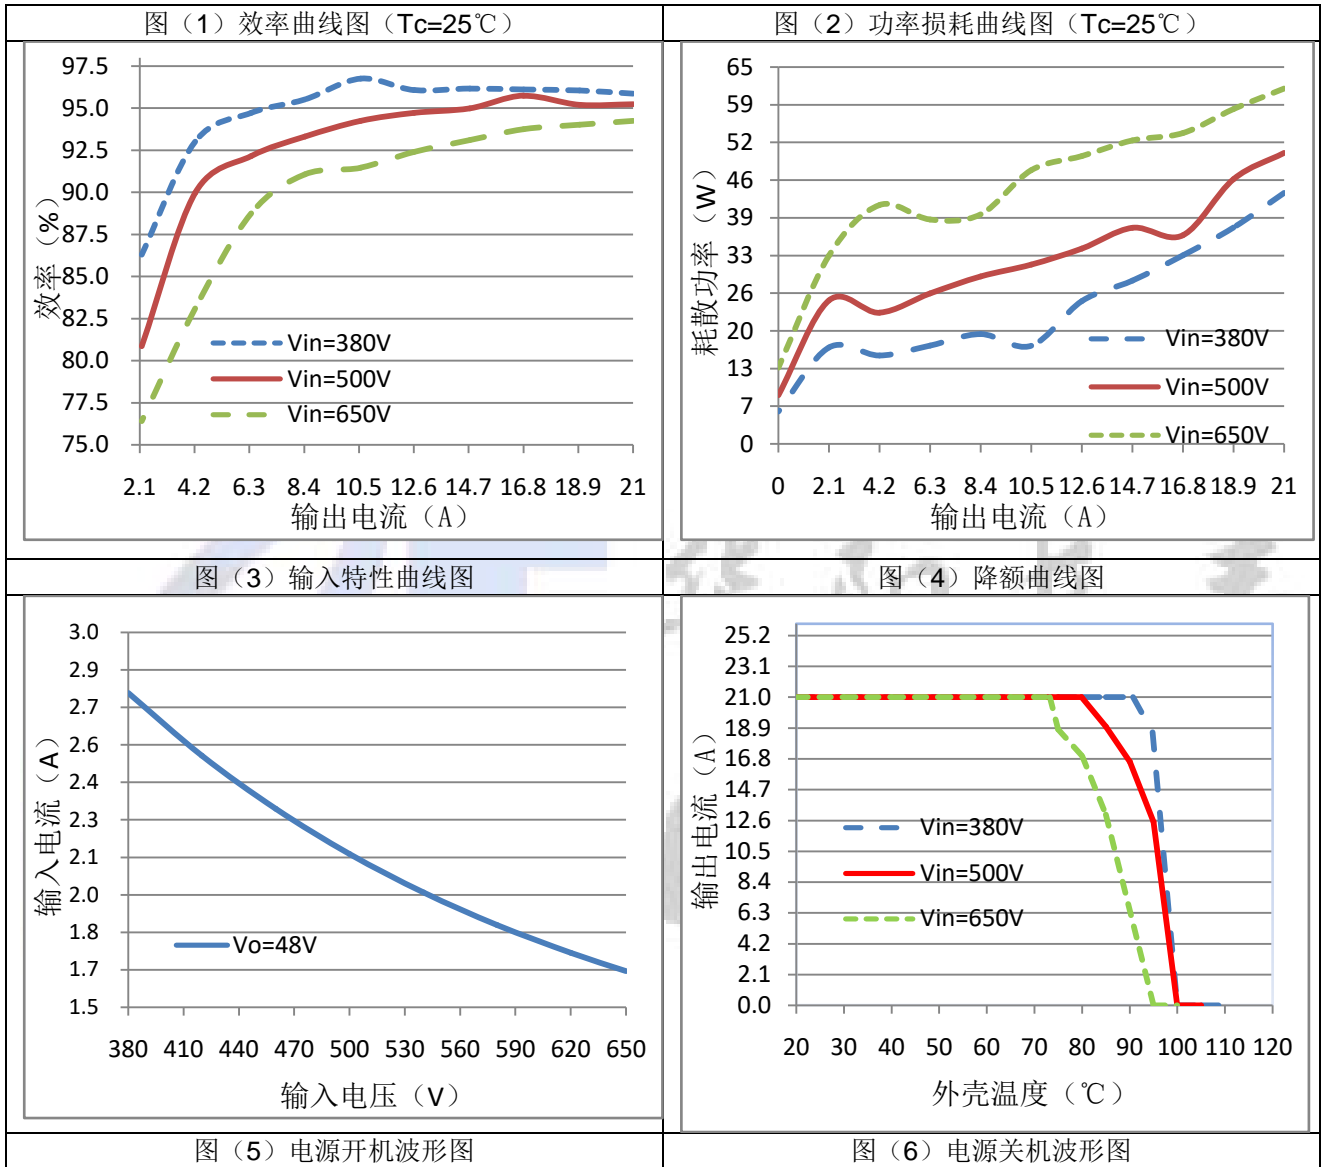 图（1）效率曲线图（Tc=25℃）
97.5
95.0
92.5
90.0
87.5
85.0
82.5
80.0
77.5
75.0
效率（%）
Vin=380V
Vin=500V
Vin=650V
2.1 4.2 6.3 8.4 10.5 12.6 14.7 16.8 18.9 21
输出电流（A）
图（2）功率损耗曲线图（Tc=25℃）
65
59
52
46
39
33
26
20
13
7
0
耗散功率（W）
Vin=380V
Vin=500V
Vin=650V
0 2.1 4.2 6.3 8.4 10.5 12.6 14.7 16.8 18.9 21
输出电流（A）
图（3）输入特性曲线图
3.0
2.9
2.7
2.6
2.4
2.3
2.1
2.0
1.8
1.7
1.5
输入电流（A）
Vo=48V
380 410 440 470 500 530 560 590 620 650
输入电压（V）
图（4）降额曲线图
25.2
23.1
21.0
18.9
16.8
14.7
12.6
10.5
8.4
6.3
4.2
2.1
0.0
输出电流（A）
Vin=380V
Vin=500V
Vin=650V
20 30 40 50 60 70 80 90 100 110 120
外壳温度（℃）
图（5）电源开机波形图
图（6）电源关机波形图